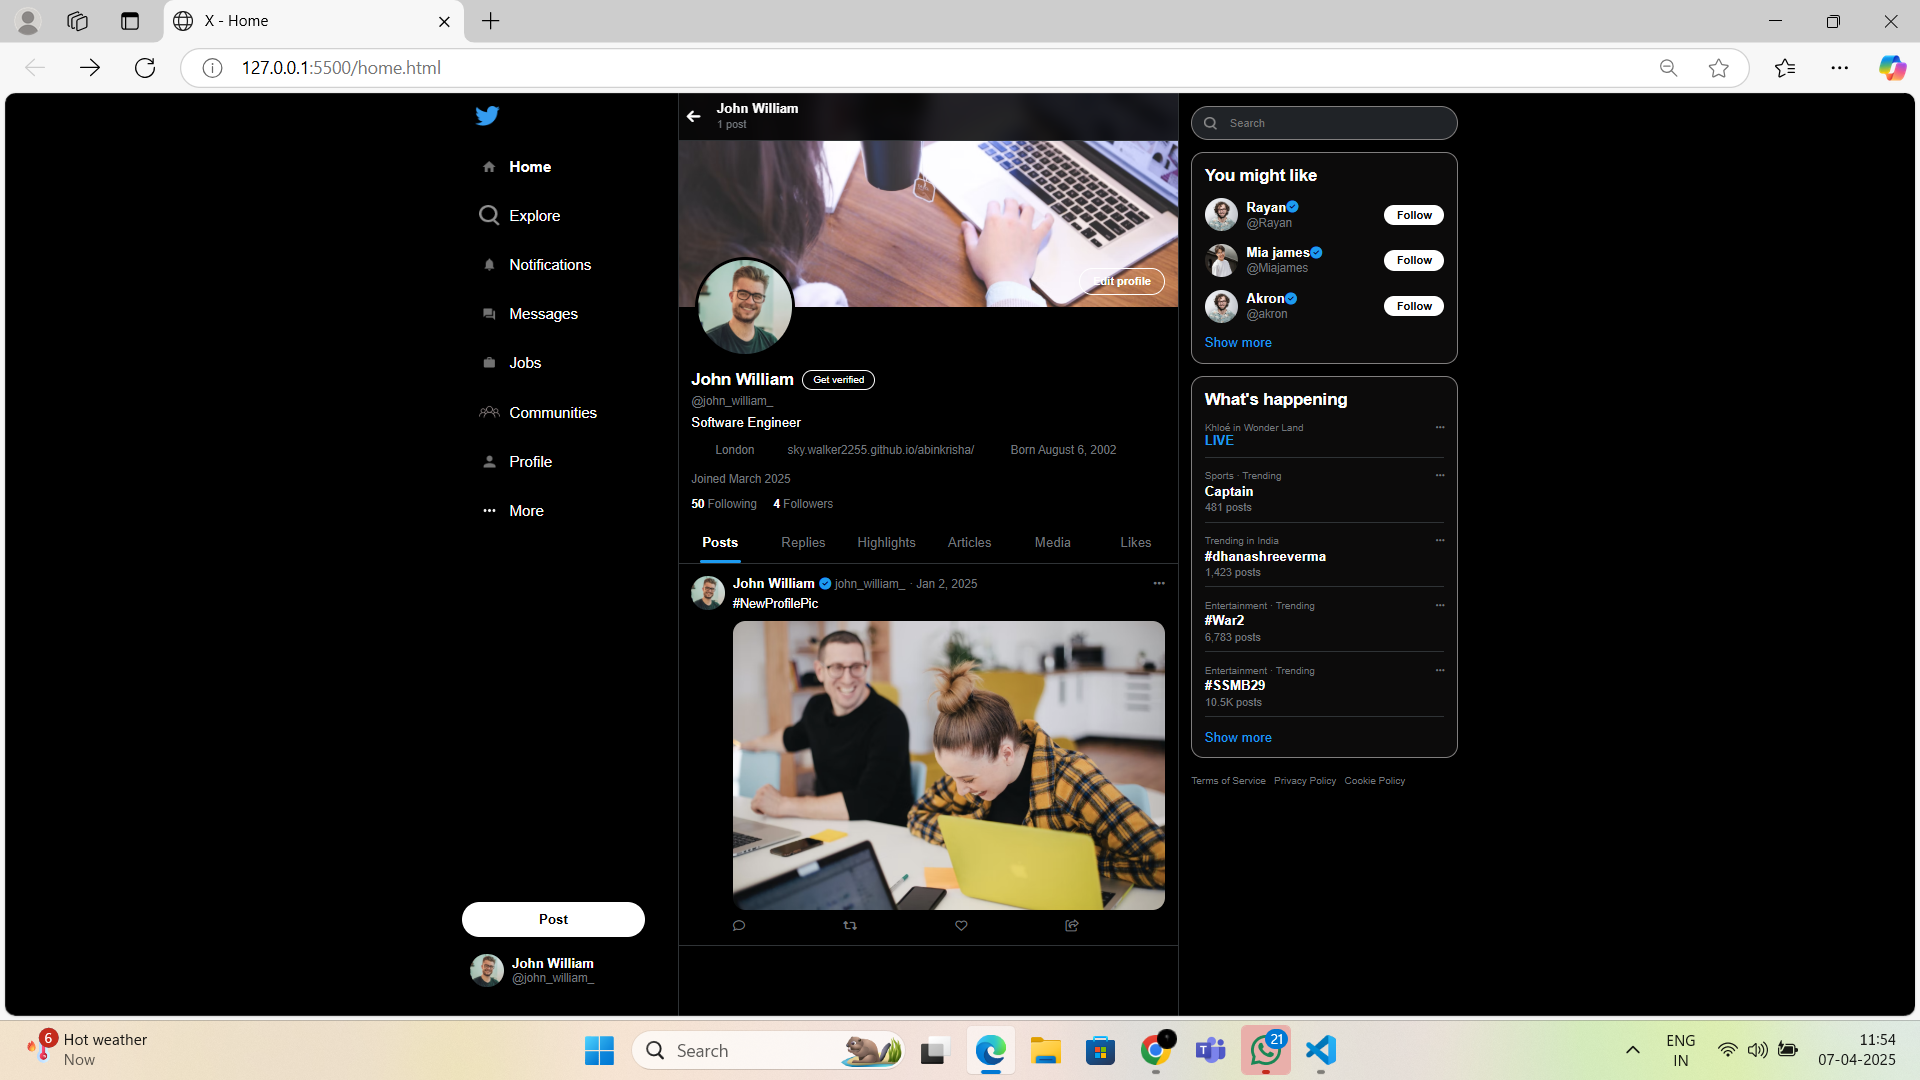 X - Home
127.0.0.1:5500/home.html
Home
Explore
Notifications
Messages
Jobs
Communities
Profile
More
Post
John William
@john_william_
John William
1 post
Edit profile
John William Get verified
@john_william_
Software Engineer
London sky.walker2255.github.io/abinkrisha/ Born August 6, 2002
Joined March 2025
50 Following 4 Followers
Posts Replies Highlights Articles Media Likes
John William john_william_ · Jan 2, 2025
#NewProfilePic
Search
You might like
Rayan
@Rayan
Follow
Mia james
@Miajames
Follow
Akron
@akron
Follow
Show more
What's happening
Khloé in Wonder Land
LIVE
Sports · Trending
Captain
481 posts
Trending in India
#dhanashreeverma
1,423 posts
Entertainment · Trending
#War2
6,783 posts
Entertainment · Trending
#SSMB29
10.5K posts
Show more
Terms of Service Privacy Policy Cookie Policy
6
Hot weather
Now
Search
21
ENG
IN
11:54
07-04-2025